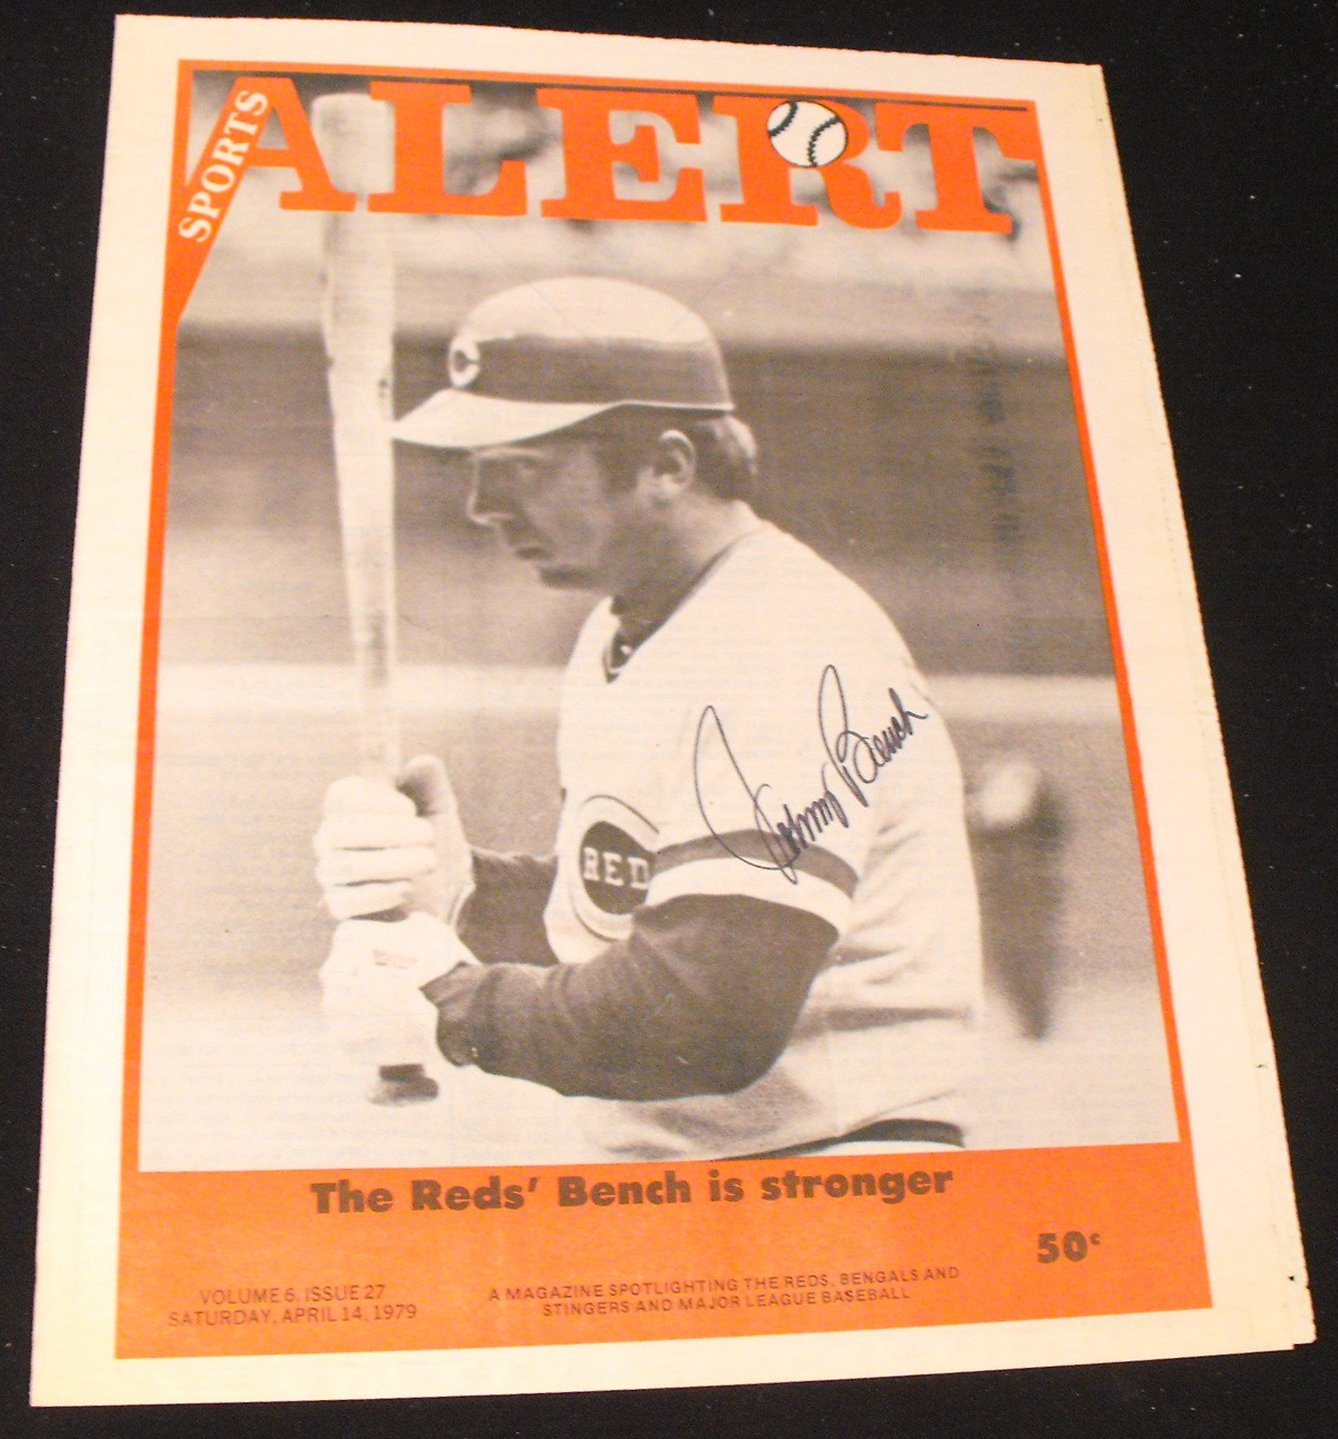 SPORTS
ALERT
C
RED
Johnny Bench
The Reds' Bench is stronger
50¢
VOLUME 6, ISSUE 27
SATURDAY, APRIL 14, 1979
A MAGAZINE SPOTLIGHTING THE REDS, BENGALS AND
STINGERS AND MAJOR LEAGUE BASEBALL